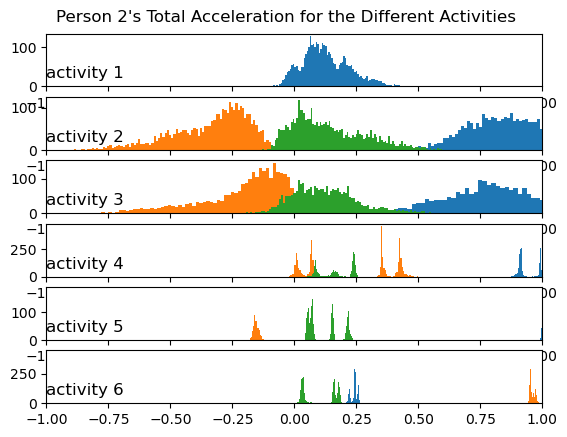 Person 2's Total Acceleration for the Different Activities
100
0
activity 1
100
0
activity 2
100
0
activity 3
250
0
activity 4
100
0
activity 5
250
0
activity 6
−1.00 −0.75 −0.50 −0.25 0.00 0.25 0.50 0.75 1.00